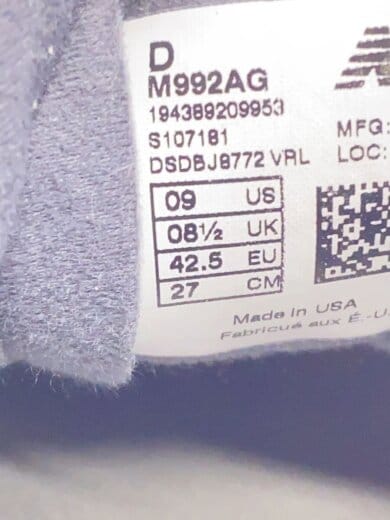 D
M992AG
194389209953
S107181
DSDBJ8772 VRL
MFG:
LOC:
09 US
08½ UK
42.5 EU
27 CM
Made in USA
Fabriqué aux É.-U.